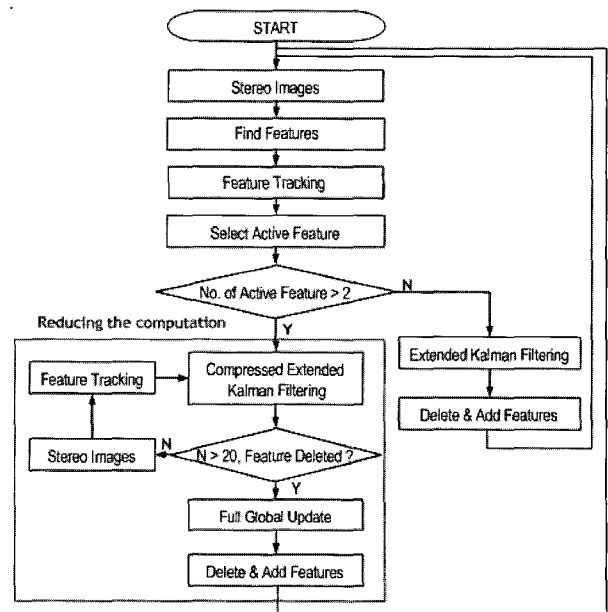 START
Stereo Images
Find Features
Feature Tracking
Select Active Feature
No. of Active Feature > 2
N
Y
Reducing the computation
Extended Kalman Filtering
Delete & Add Features
Feature Tracking
Compressed Extended
Kalman Filtering
Stereo Images
N
N > 20, Feature Deleted ?
Y
Full Global Update
Delete & Add Features